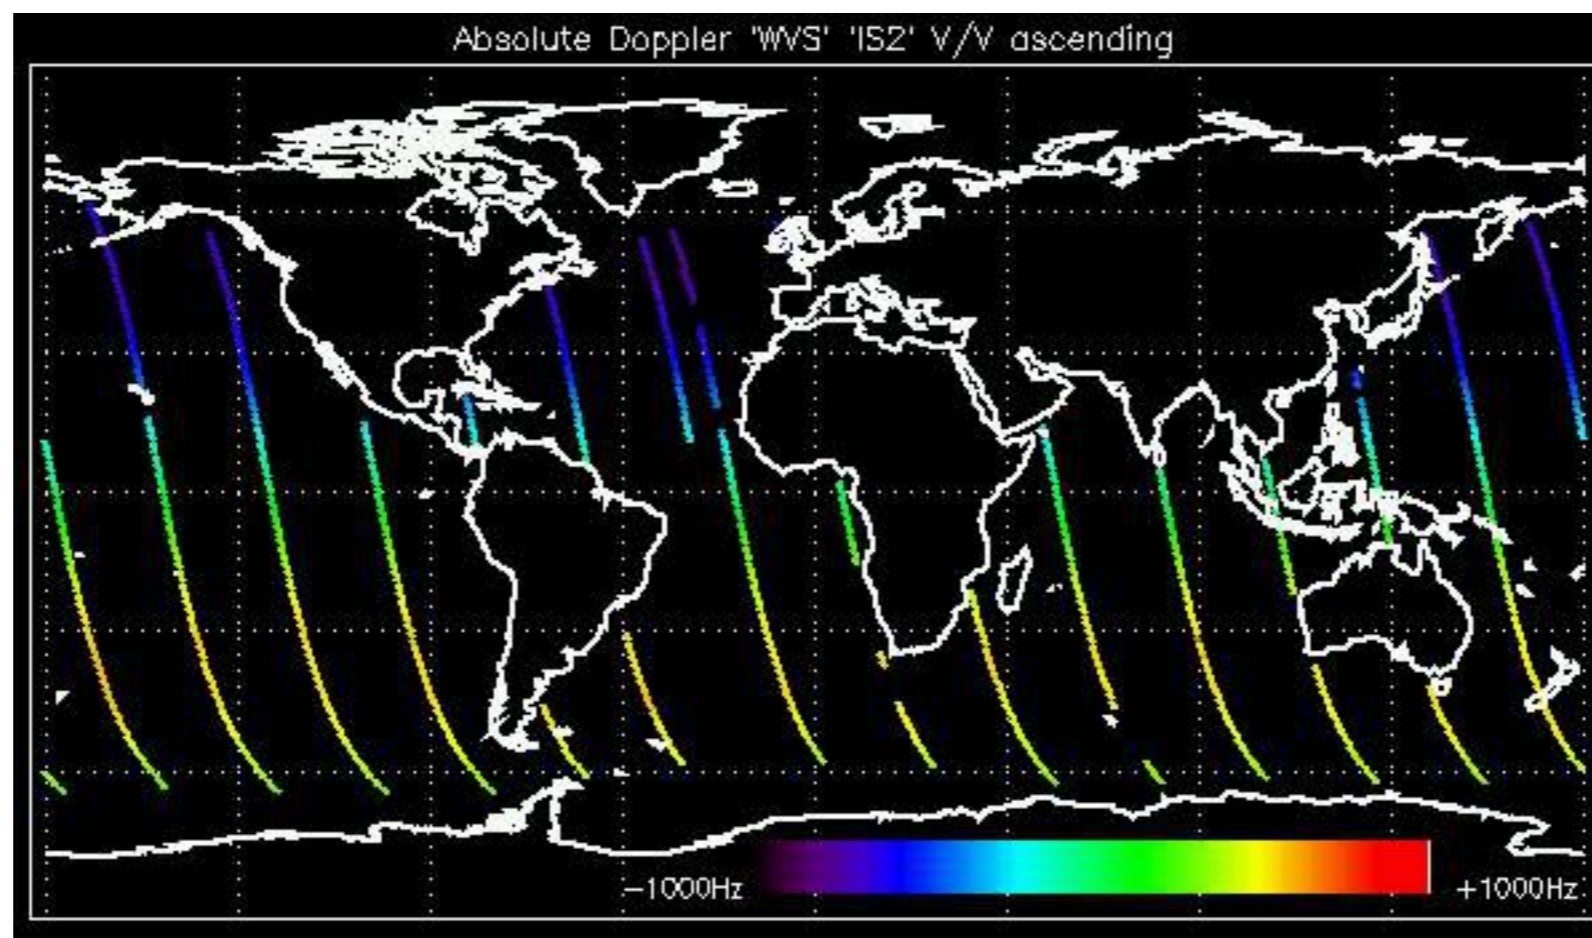 Absolute Doppler 'WVS' 'IS2' V/V ascending
-1000Hz +1000Hz